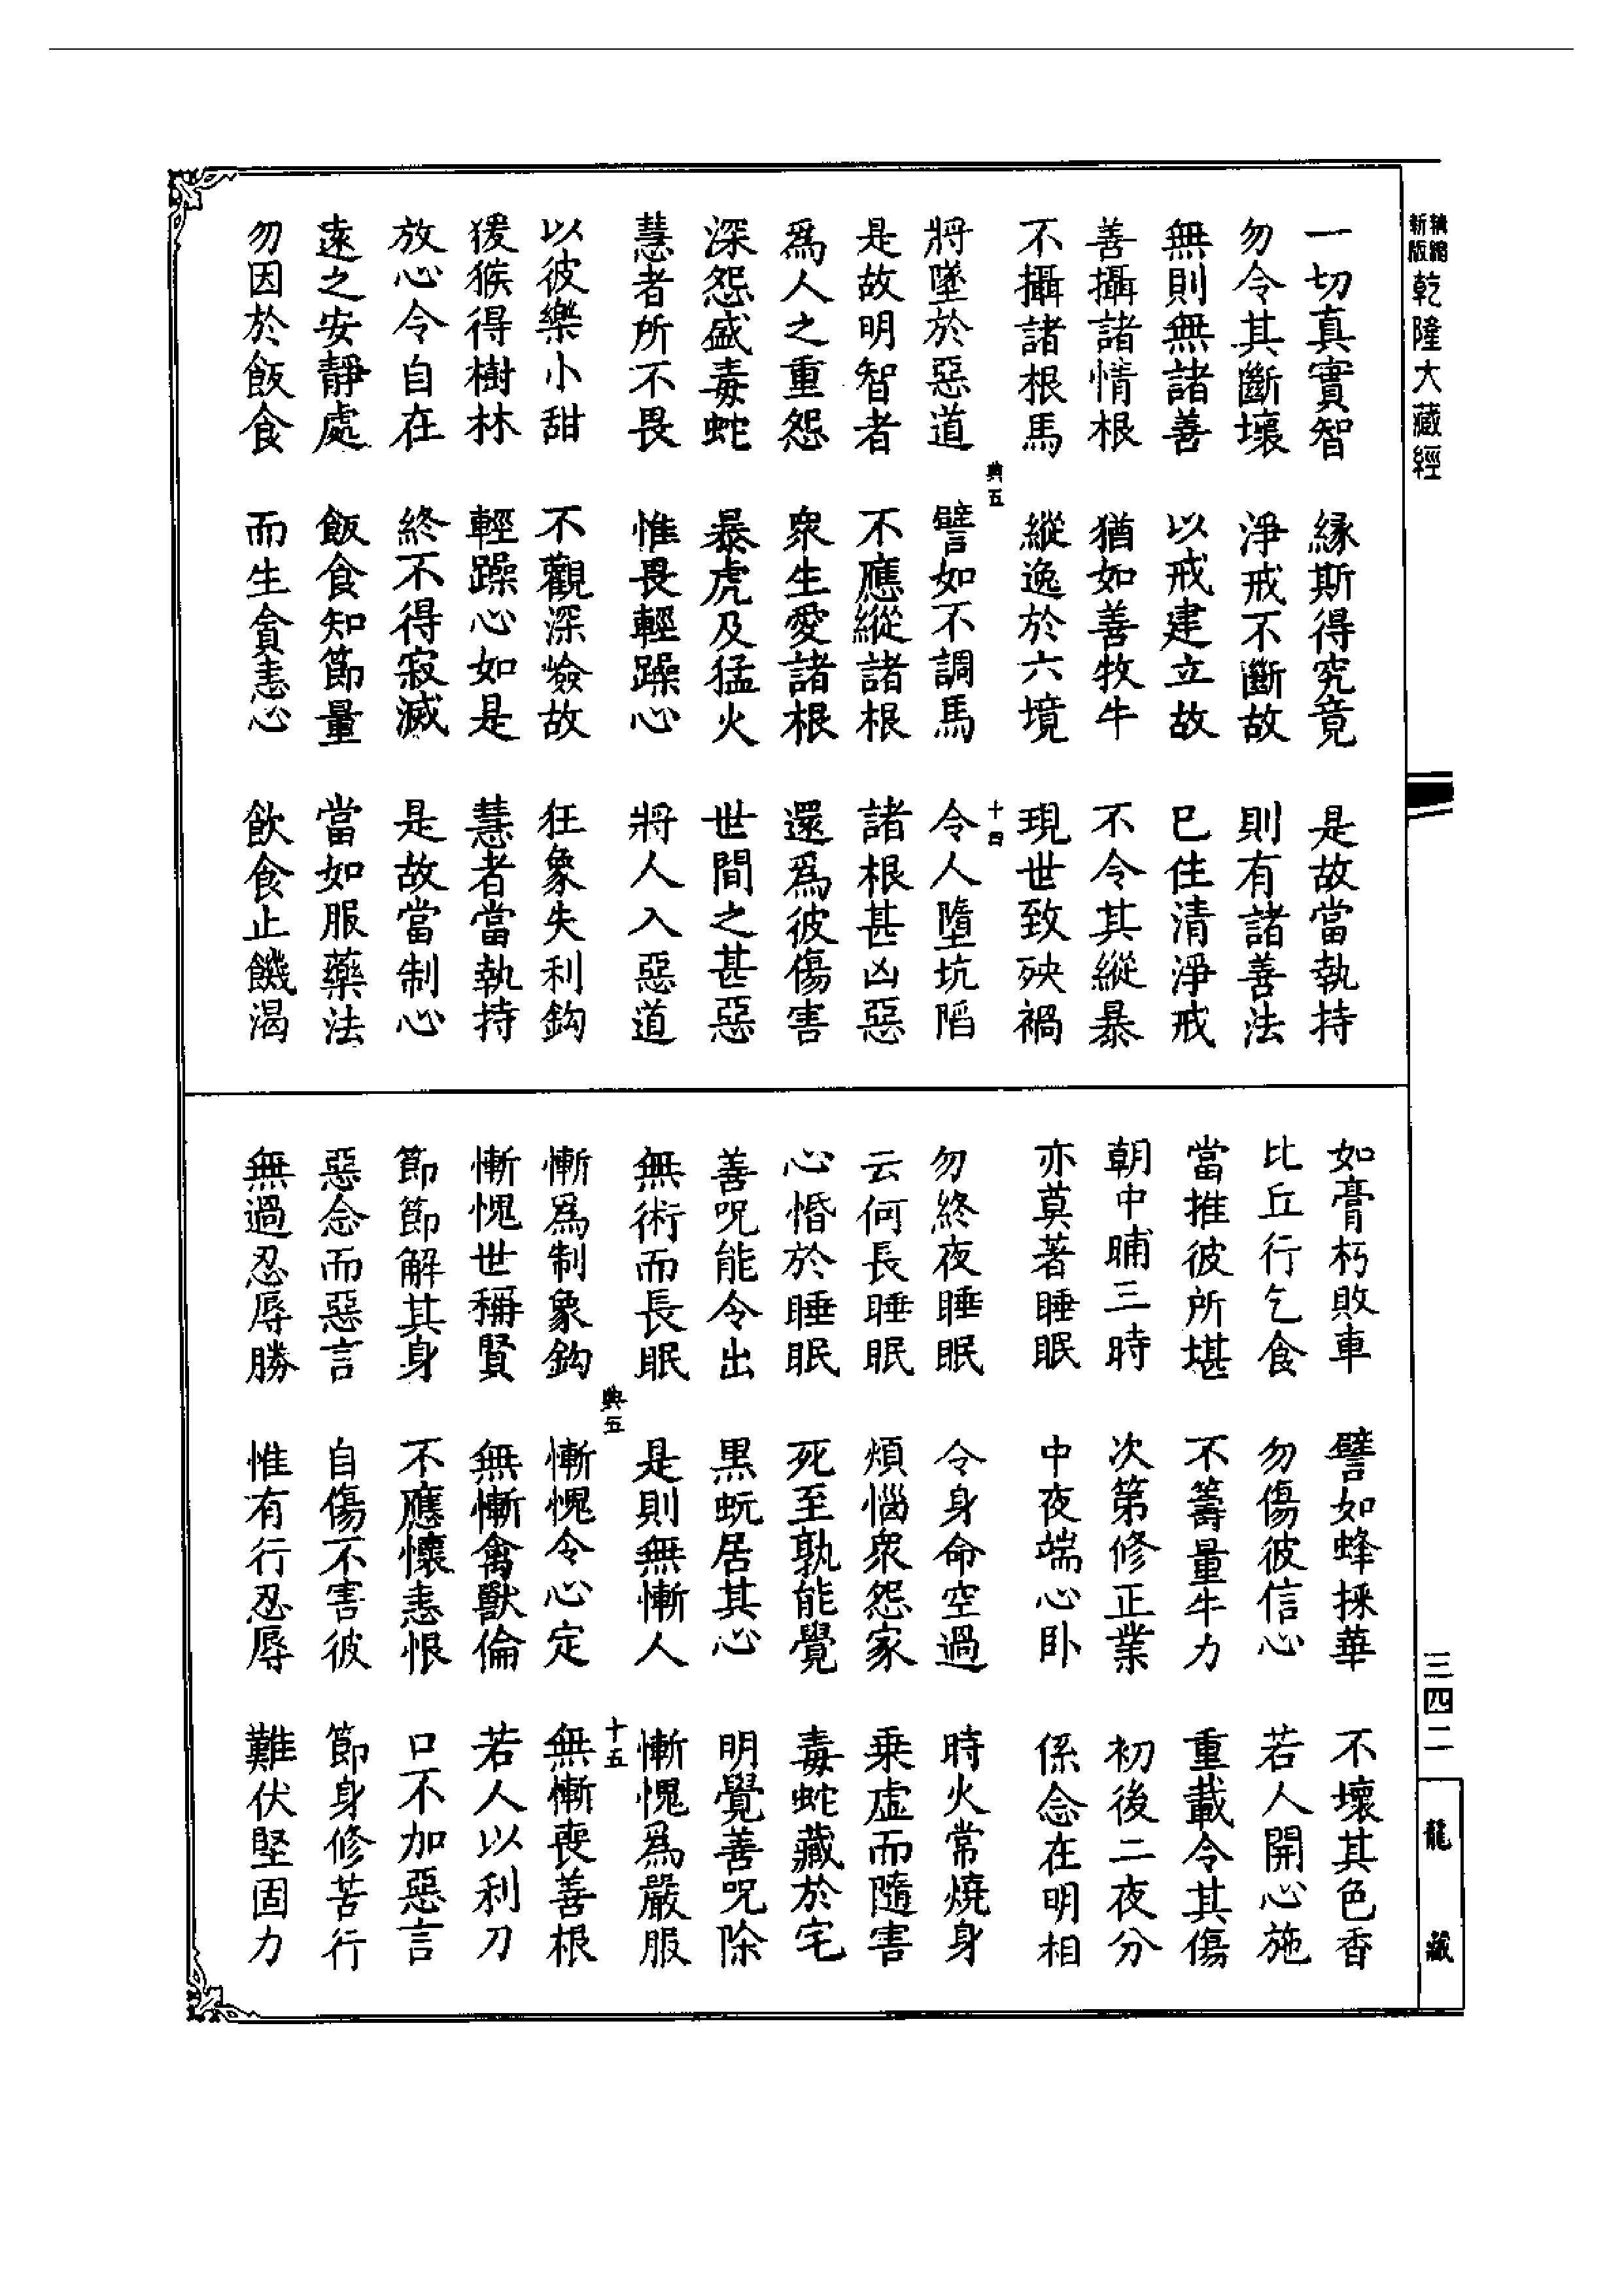 新版精縮乾隆大藏經
一切真實智　緣斯得究竟　是故當執持
勿令其斷壞　淨戒不斷故　則有諸善法
無則無諸善　以戒建立故　已住清淨戒
善攝諸情根　猶如善牧牛　不令其縱暴
不攝諸根馬　縱逸於六境　現世致殃禍
典五　十四
將墜於惡道　譬如不調馬　令人墮坑陷
是故明智者　不應縱諸根　諸根甚凶惡
爲人之重怨　衆生愛諸根　還爲彼傷害
深怨盛毒蛇　暴虎及猛火　世間之甚惡
慧者所不畏　惟畏輕躁心　將人入惡道
以彼樂小甜　不觀深嶮故　狂象失利鈎
猨猴得樹林　輕躁心如是　慧者當執持
放心令自在　終不得寂滅　是故當制心
遠之安靜處　飯食知節量　當如服藥法
勿因於飯食　而生貪恚心　飲食止饑渴
如膏朽敗車　譬如蜂採華　不壞其色香
比丘行乞食　勿傷彼信心　若人開心施
當推彼所堪　不籌量牛力　重載令其傷
朝中晡三時　次第修正業　初後二夜分
亦莫著睡眠　中夜端心卧　係念在明相
勿終夜睡眠　令身命空過　時火常燒身
云何長睡眠　煩惱衆怨家　乗虛而隨害
心惛於睡眠　死至孰能覺　毒蛇藏於宅
善呪能令出　黑蚖居其心　明覺善呪除
無術而長眠　是則無慚人　慚愧爲嚴服
典五　十五
慚爲制象鈎　慚愧令心定　無慚喪善根
慚愧世稱賢　無慚禽獸倫　若人以利刀
節節解其身　不應懷恚恨　口不加惡言
惡念而惡言　自傷不害彼　節身修苦行
無過忍辱勝　惟有行忍辱　難伏堅固力
三四二
龍藏